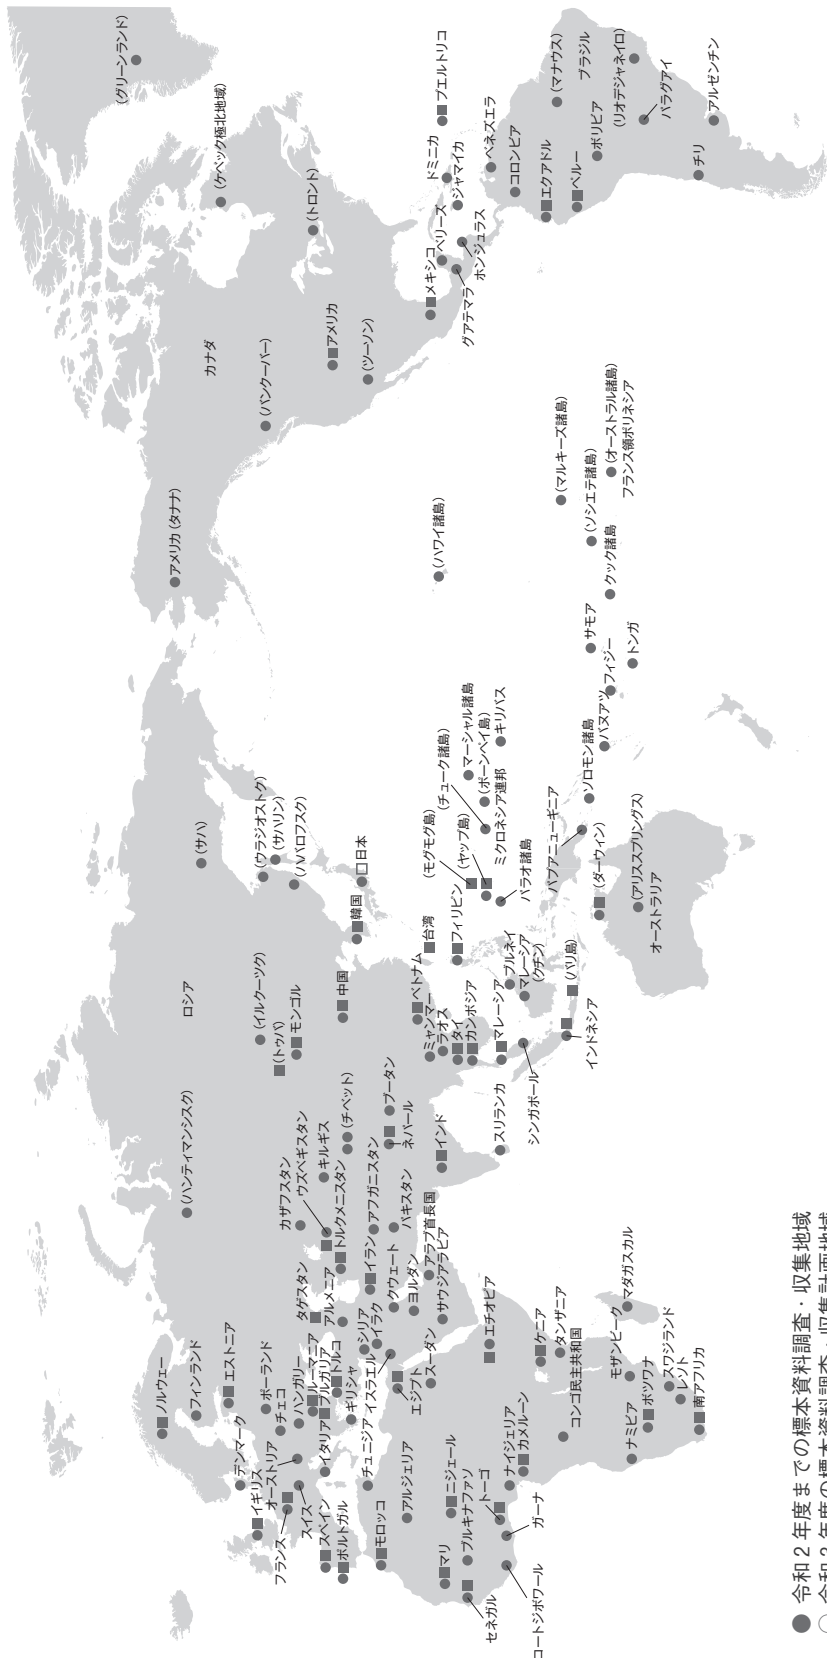 (グリーンランド)
(ケベック極北地域)
(トロント)
カナダ
(バンクーバー)
アメリカ
(ツーソン)
アメリカ(タナナ)
メキシコ
ベリーズ
グアテマラ
ホンジュラス
ドミニカ
ジャマイカ
プエルトリコ
ベネズエラ
コロンビア
エクアドル
ペルー
ボリビア
(マナウス)
ブラジル
(リオデジャネイロ)
パラグアイ
アルゼンチン
チリ
(ハワイ諸島)
(マルキーズ諸島)
(ソシエテ諸島)
(オーストラル諸島)
フランス領ポリネシア
クック諸島
サモア
トンガ
フィジー
バヌアツ
ソロモン諸島
キリバス
マーシャル諸島
(ポーンペイ島)
(チューク諸島)
ミクロネシア連邦
(モグモグ島)
(ヤップ島)
パラオ諸島
パプアニューギニア
(ダーウィン)
(アリススプリングス)
オーストラリア
(サハ)
(ウラジオストク)
(サハリン)
(ハバロフスク)
日本
韓国
台湾
フィリピン
ブルネイ
マレーシア
(クチン)
(バリ島)
インドネシア
ロシア
(イルクーツク)
(トゥバ)
モンゴル
中国
ベトナム
ミャンマー
ラオス
タイ
カンボジア
マレーシア
シンガポール
スリランカ
(ハンティマンシスク)
カザフスタン
ウズベキスタン
キルギス
(チベット)
トルクメニスタン
アフガニスタン
ブータン
ネパール
インド
パキスタン
イラン
クウェート
ヨルダン
アラブ首長国
サウジアラビア
タゲスタン
アルメニア
シリア
イラク
ノルウェー
フィンランド
エストニア
デンマーク
ポーランド
チェコ
ハンガリー
ルーマニア
ブルガリア
トルコ
ギリシャ
イスラエル
エジプト
スーダン
エチオピア
イギリス
オーストリア
フランス
スイス
イタリア
スペイン
ポルトガル
チュニジア
モロッコ
アルジェリア
マリ
ニジェール
ブルキナファソ
トーゴ
ナイジェリア
カメルーン
ガーナ
セネガル
コートジボワール
ケニア
タンザニア
コンゴ民主共和国
モザンビーク
マダガスカル
ナミビア
ボツワナ
スワジランド
レソト
南アフリカ
令和2年度までの標本資料調査・収集地域